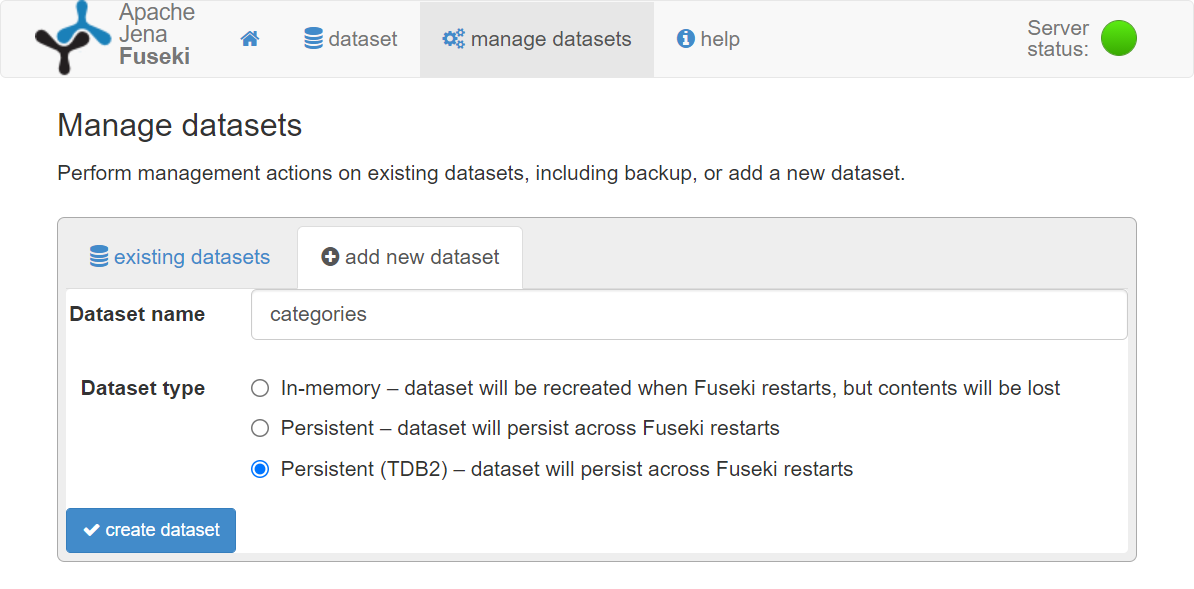 Apache
Jena
Fuseki
dataset
manage datasets
help
Server
status:
Manage datasets
Perform management actions on existing datasets, including backup, or add a new dataset.
existing datasets
add new dataset
Dataset name
categories
Dataset type
In-memory – dataset will be recreated when Fuseki restarts, but contents will be lost
Persistent – dataset will persist across Fuseki restarts
Persistent (TDB2) – dataset will persist across Fuseki restarts
create dataset